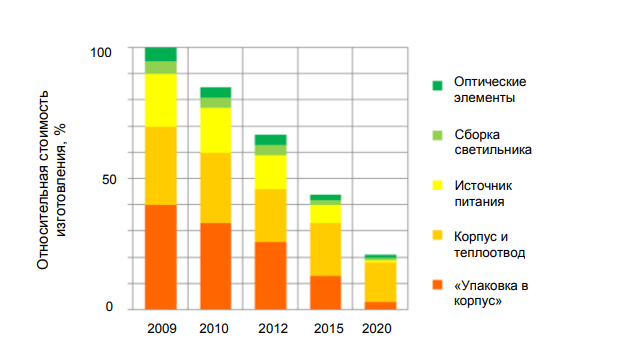 Относительная стоимость
изготовления, %
100
50
0
2009
2010
2012
2015
2020
Оптические
элементы
Сборка
светильника
Источник
питания
Корпус и
теплоотвод
«Упаковка в
корпус»